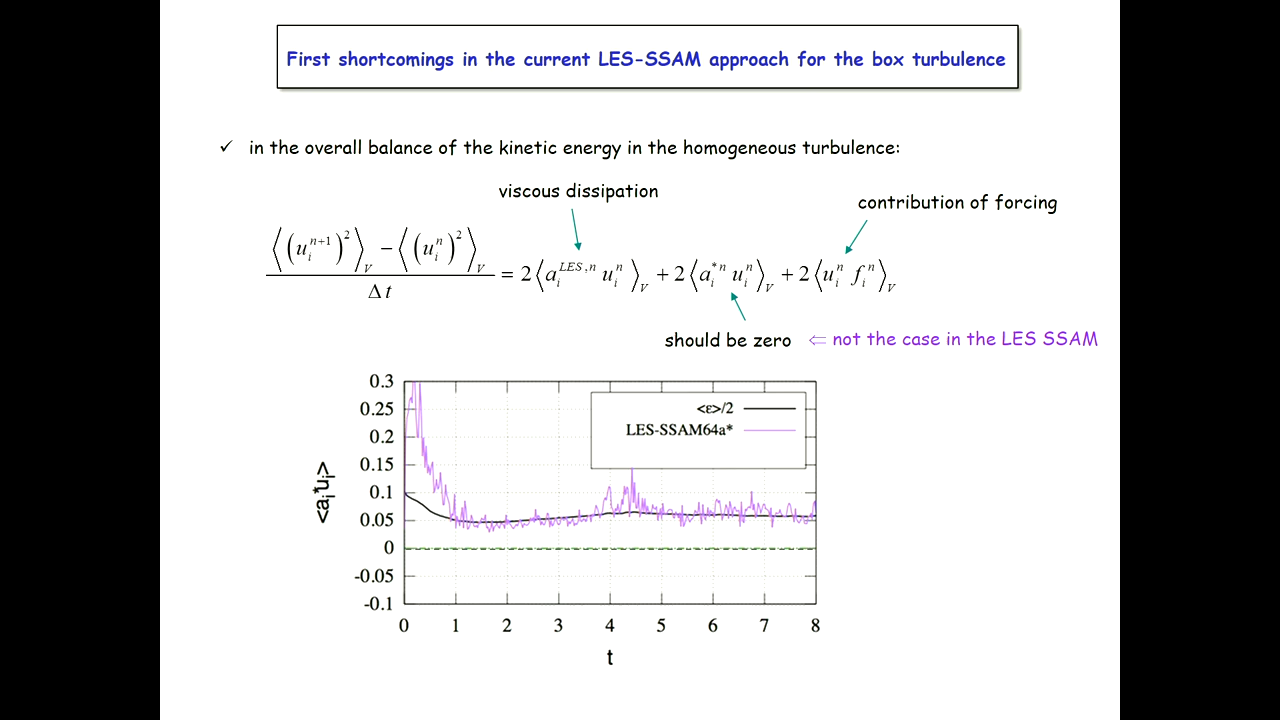 First shortcomings in the current LES-SSAM approach for the box turbulence
✓ in the overall balance of the kinetic energy in the homogeneous turbulence:
viscous dissipation
contribution of forcing
⟨(u_i^{n+1})^2⟩_V − ⟨(u_i^n)^2⟩_V / Δt = 2⟨a_i^{LES,n} u_i^n⟩_V + 2⟨a_i^{*n} u_i^n⟩_V + 2⟨u_i^n f_i^n⟩_V
should be zero ⇐ not the case in the LES SSAM
<ε>/2
LES-SSAM64a*
<a_i^*u_i>
0.3
0.25
0.2
0.15
0.1
0.05
0
-0.05
-0.1
0 1 2 3 4 5 6 7 8
t